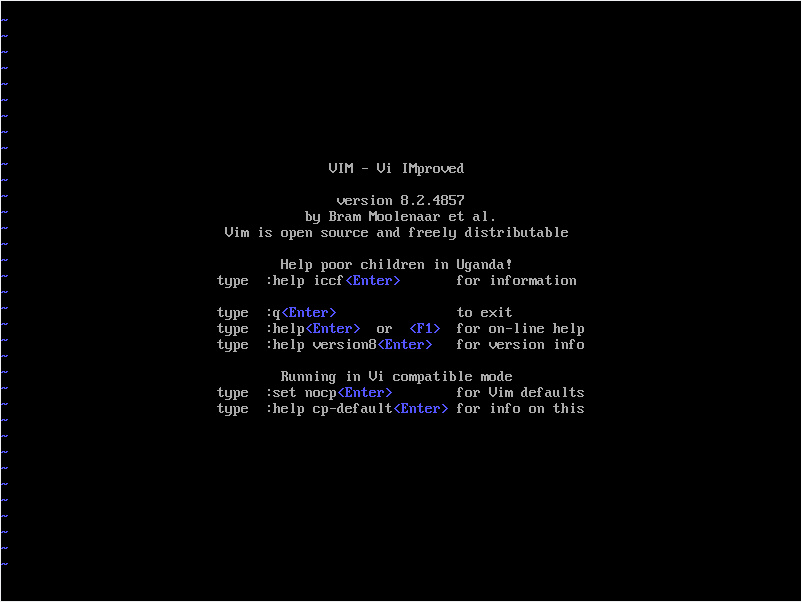 ~
~
~
~
~
~
~
~
~
~ VIM - Vi IMproved
~
~ version 8.2.4857
~ by Bram Moolenaar et al.
~ Vim is open source and freely distributable
~
~ Help poor children in Uganda!
~ type :help iccf<Enter> for information
~
~ type :q<Enter> to exit
~ type :help<Enter> or <F1> for on-line help
~ type :help version8<Enter> for version info
~
~ Running in Vi compatible mode
~ type :set nocp<Enter> for Vim defaults
~ type :help cp-default<Enter> for info on this
~
~
~
~
~
~
~
~
~
~